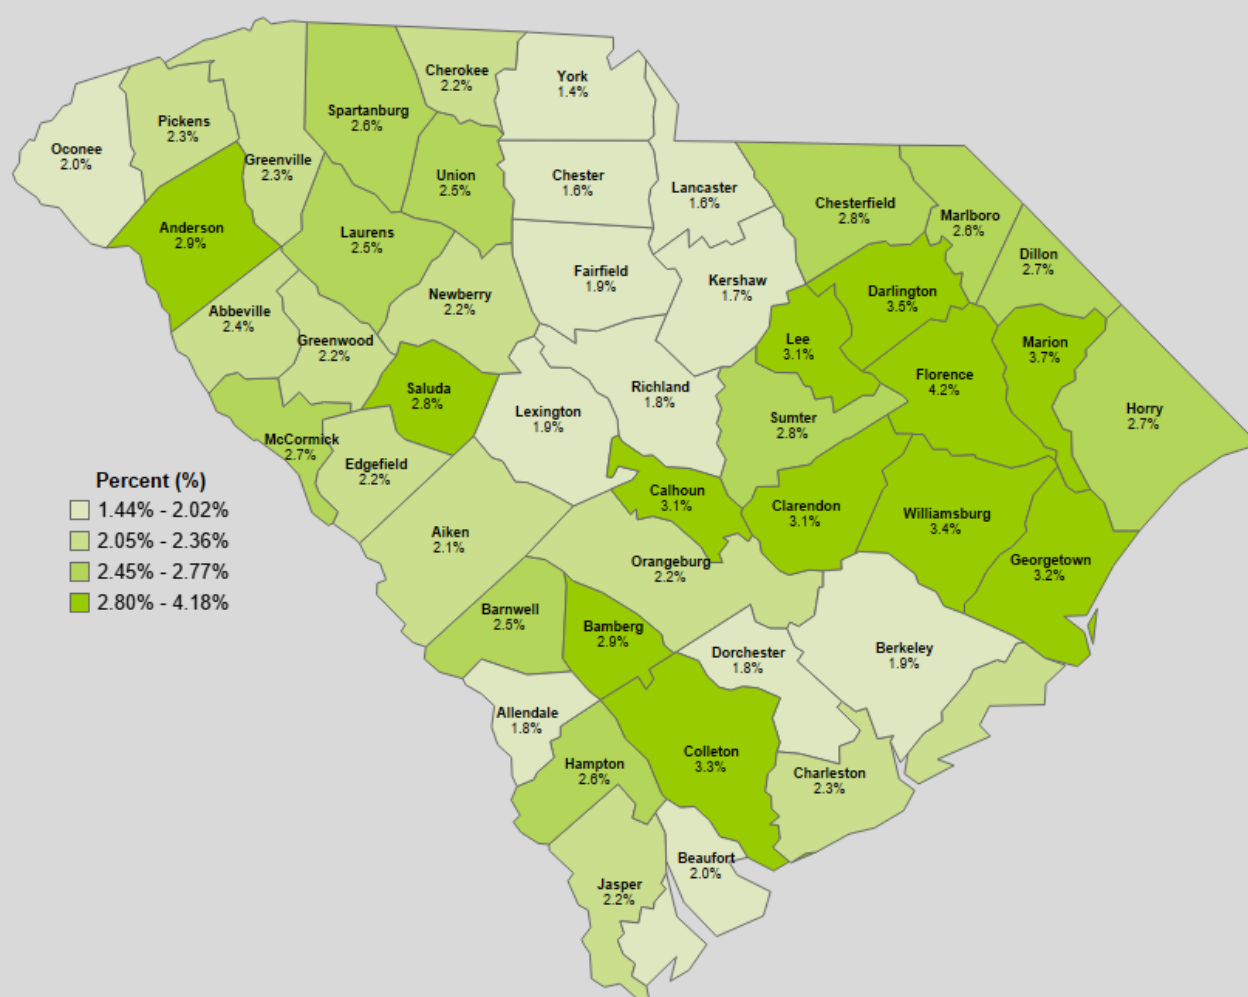 Cherokee
2.2%
York
1.4%
Spartanburg
2.6%
Pickens
2.3%
Oconee
2.0%
Greenville
2.3%
Union
2.5%
Chester
1.6%
Lancaster
1.6%
Chesterfield
2.8%
Marlboro
2.6%
Anderson
2.9%
Laurens
2.5%
Dillon
2.7%
Fairfield
1.9%
Kershaw
1.7%
Darlington
3.5%
Newberry
2.2%
Abbeville
2.4%
Greenwood
2.2%
Lee
3.1%
Marion
3.7%
Florence
4.2%
Saluda
2.8%
Richland
1.8%
Lexington
1.9%
Sumter
2.8%
Horry
2.7%
McCormick
2.7%
Edgefield
2.2%
Calhoun
3.1%
Clarendon
3.1%
Williamsburg
3.4%
Aiken
2.1%
Orangeburg
2.2%
Georgetown
3.2%
Barnwell
2.5%
Bamberg
2.9%
Dorchester
1.8%
Berkeley
1.9%
Allendale
1.8%
Colleton
3.3%
Hampton
2.6%
Charleston
2.3%
Beaufort
2.0%
Jasper
2.2%
Percent (%)
1.44% - 2.02%
2.05% - 2.36%
2.45% - 2.77%
2.80% - 4.18%